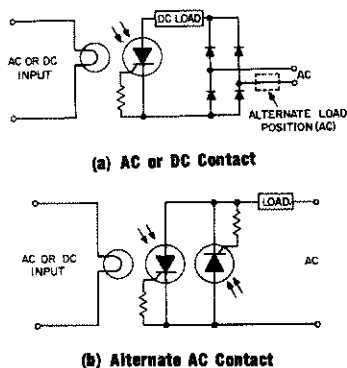 DC LOAD
AC OR DC
INPUT
AC
ALTERNATE LOAD
POSITION (AC)
(a) AC or DC Contact
LOAD
AC OR DC
INPUT
AC
(b) Alternate AC Contact